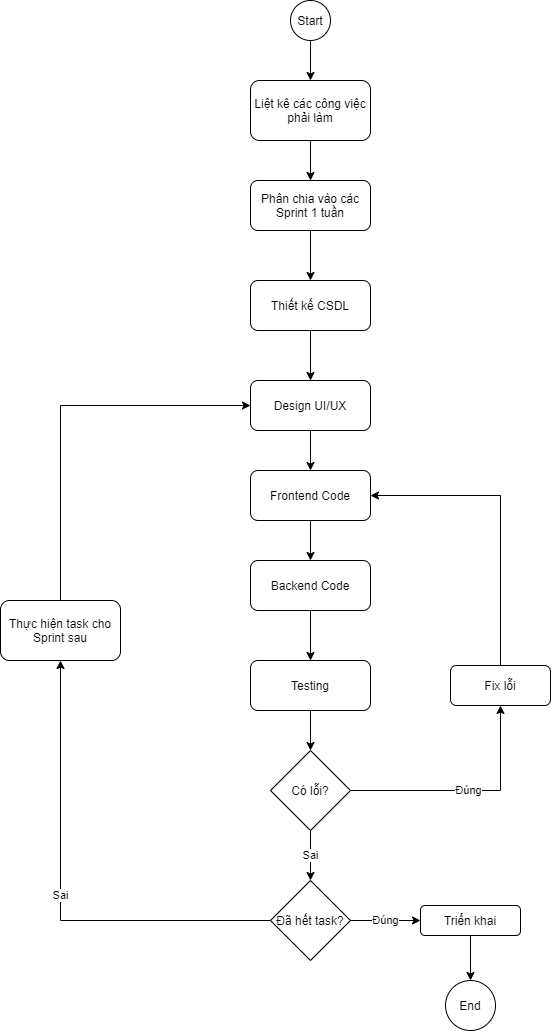 Start
Liệt kê các công việc
phải làm
Phân chia vào các
Sprint 1 tuần
Thiết kế CSDL
Design UI/UX
Frontend Code
Backend Code
Thực hiện task cho
Sprint sau
Testing
Fix lỗi
Có lỗi?
Đúng
Sai
Sai
Đã hết task?
Đúng
Triển khai
End